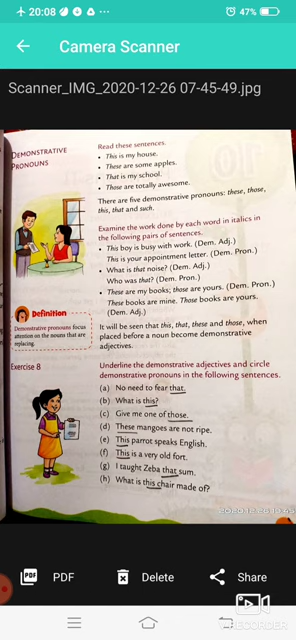 20:08
47%
Camera Scanner
Scanner_IMG_2020-12-26 07-45-49.jpg
DEMONSTRATIVE
PRONOUNS
Read these sentences.
• This is my house.
• These are some apples.
• That is my school.
• Those are totally awesome.
There are five demonstrative pronouns: these, those,
this, that and such.
Examine the work done by each word in italics in
the following pairs of sentences.
• This boy is busy with work. (Dem. Adj.)
This is your appointment letter. (Dem. Pron.)
• What is that noise? (Dem. Adj.)
Who was that? (Dem. Pron.)
• These are my books; those are yours. (Dem. Pron.)
These books are mine. Those books are yours.
(Dem. Adj.)
Definition
Demonstrative pronouns focus
attention on the nouns that are
replacing.
It will be seen that this, that, these and those, when
placed before a noun become demonstrative
adjectives.
Exercise 8
Underline the demonstrative adjectives and circle
demonstrative pronouns in the following sentences.
(a) No need to fear that.
(b) What is this?
(c) Give me one of those.
(d) These mangoes are not ripe.
(e) This parrot speaks English.
(f) This is a very old fort.
(g) I taught Zeba that sum.
(h) What is this chair made of?
PDF
PDF
Delete
Share
RECORDER